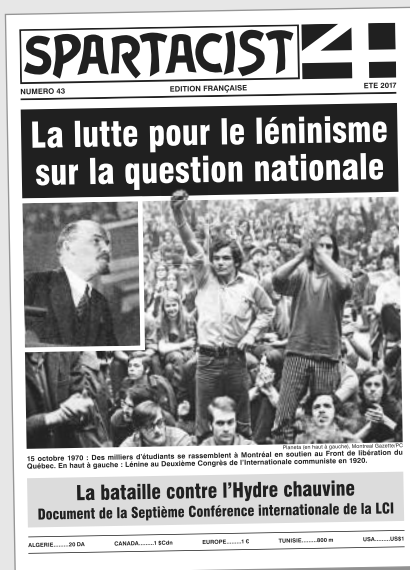 SPARTACIST 4
NUMERO 43 EDITION FRANÇAISE ETE 2017
La lutte pour le léninisme
sur la question nationale
Planeta (en haut à gauche), Montreal Gazette/PC
15 octobre 1970 : Des milliers d'étudiants se rassemblent à Montréal en soutien au Front de libération du
Québec. En haut à gauche : Lénine au Deuxième Congrès de l'Internationale communiste en 1920.
La bataille contre l'Hydre chauvine
Document de la Septième Conférence internationale de la LCI
ALGERIE.........20 DA CANADA.........1 $Cdn EUROPE.........1 € TUNISIE.........800 m USA.........US$1